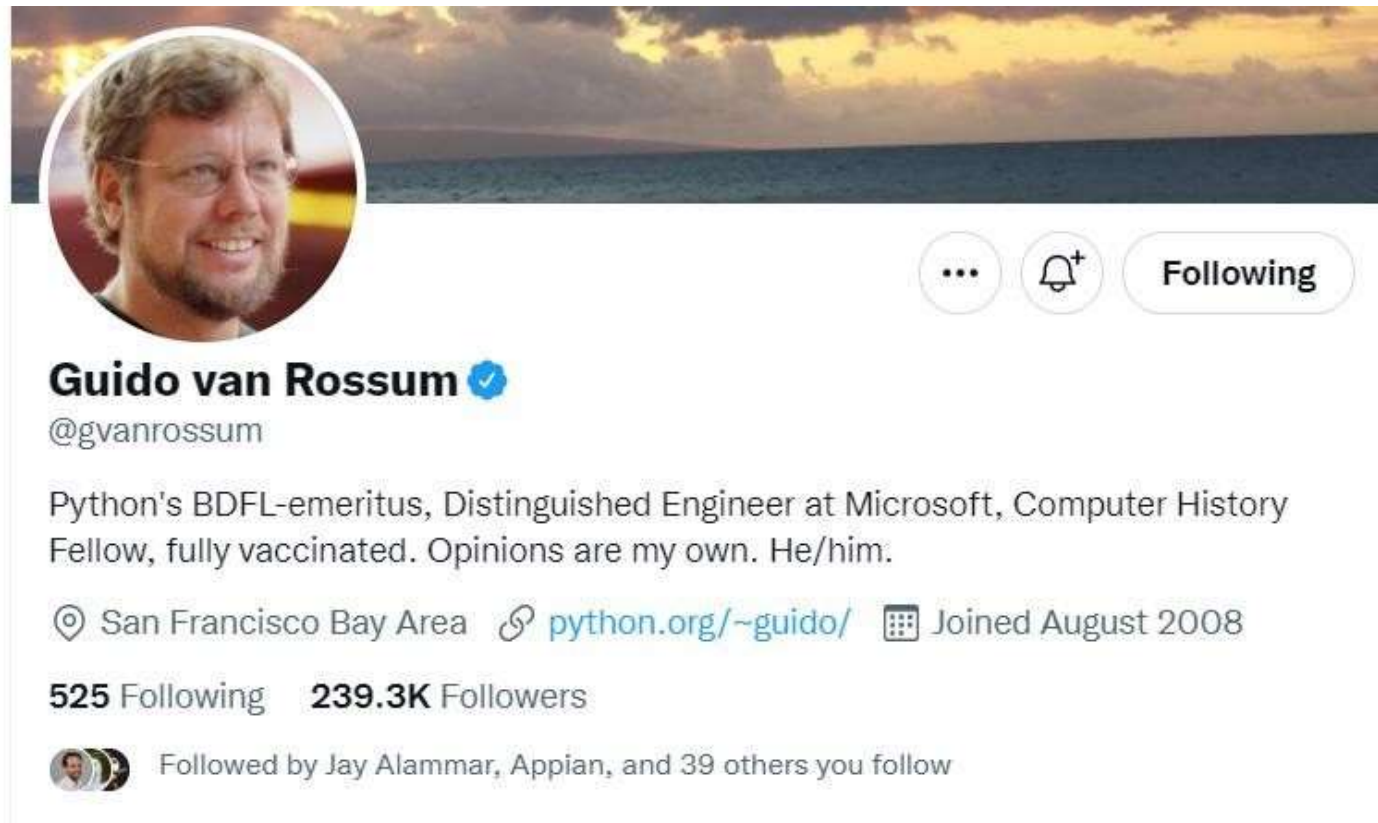 Following
Guido van Rossum
@gvanrossum
Python's BDFL-emeritus, Distinguished Engineer at Microsoft, Computer History
Fellow, fully vaccinated. Opinions are my own. He/him.
San Francisco Bay Area python.org/~guido/ Joined August 2008
525 Following 239.3K Followers
Followed by Jay Alammar, Appian, and 39 others you follow